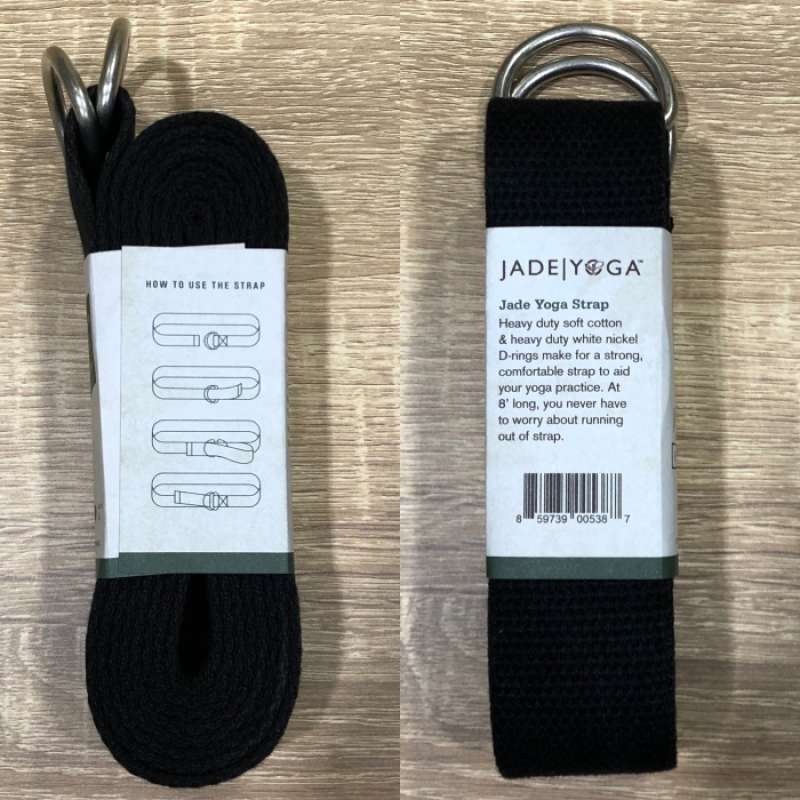 HOW TO USE THE STRAP
JADE|YOGA™
Jade Yoga Strap
Heavy duty soft cotton
& heavy duty white nickel
D-rings make for a strong,
comfortable strap to aid
your yoga practice. At
8' long, you never have
to worry about running
out of strap.
8 59739 00538 7